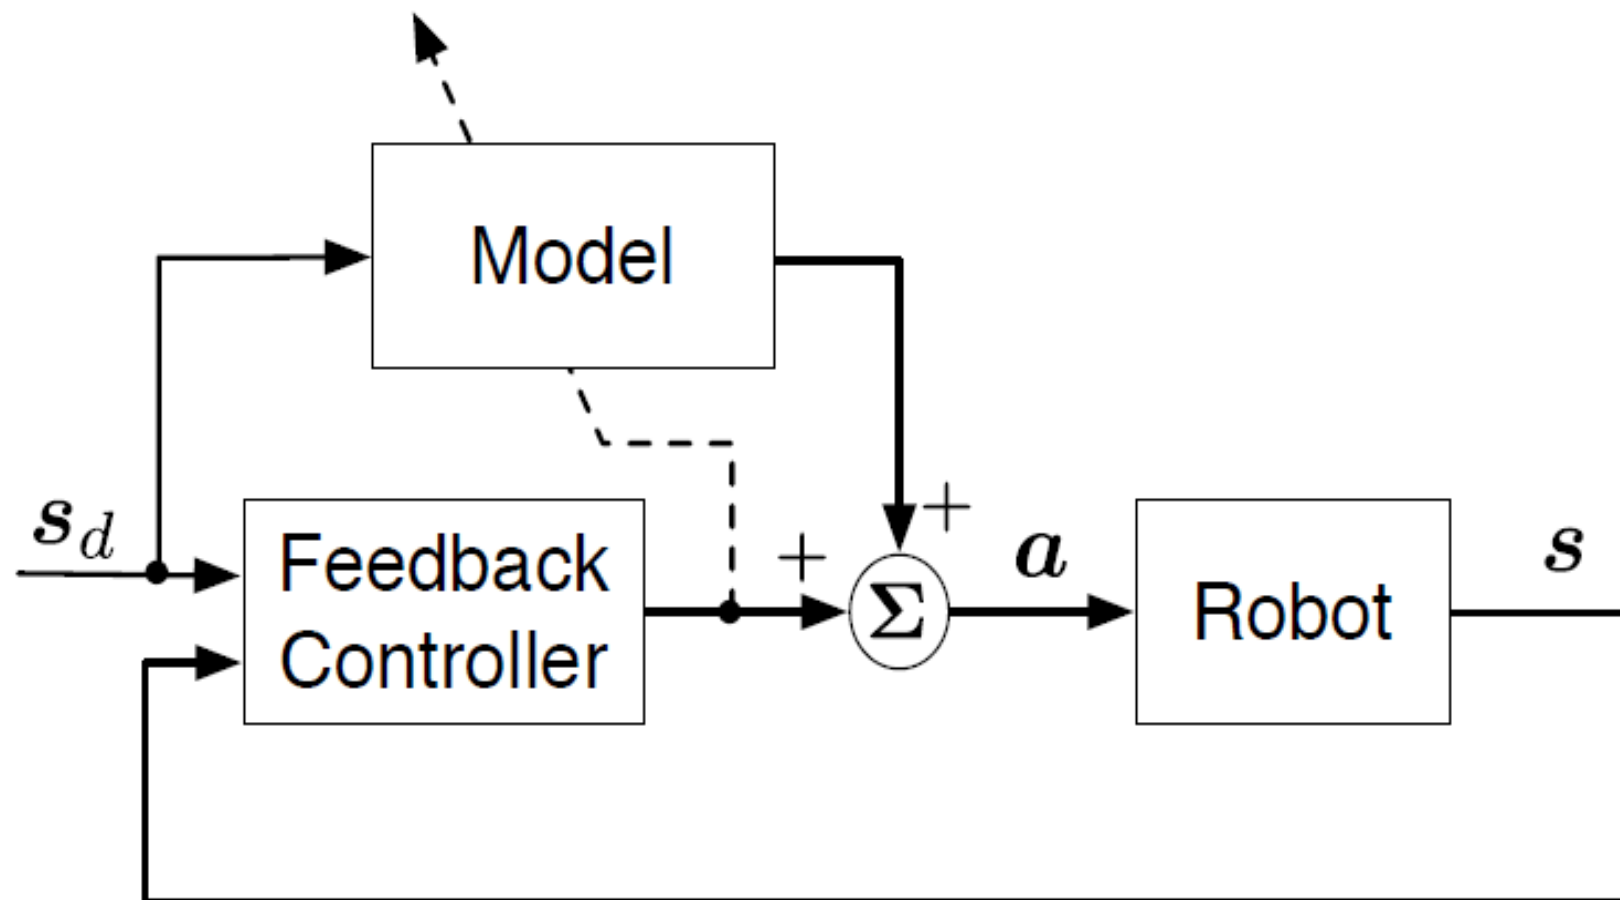 Model
s_d
Feedback
Controller
+
+
Σ
a
Robot
s